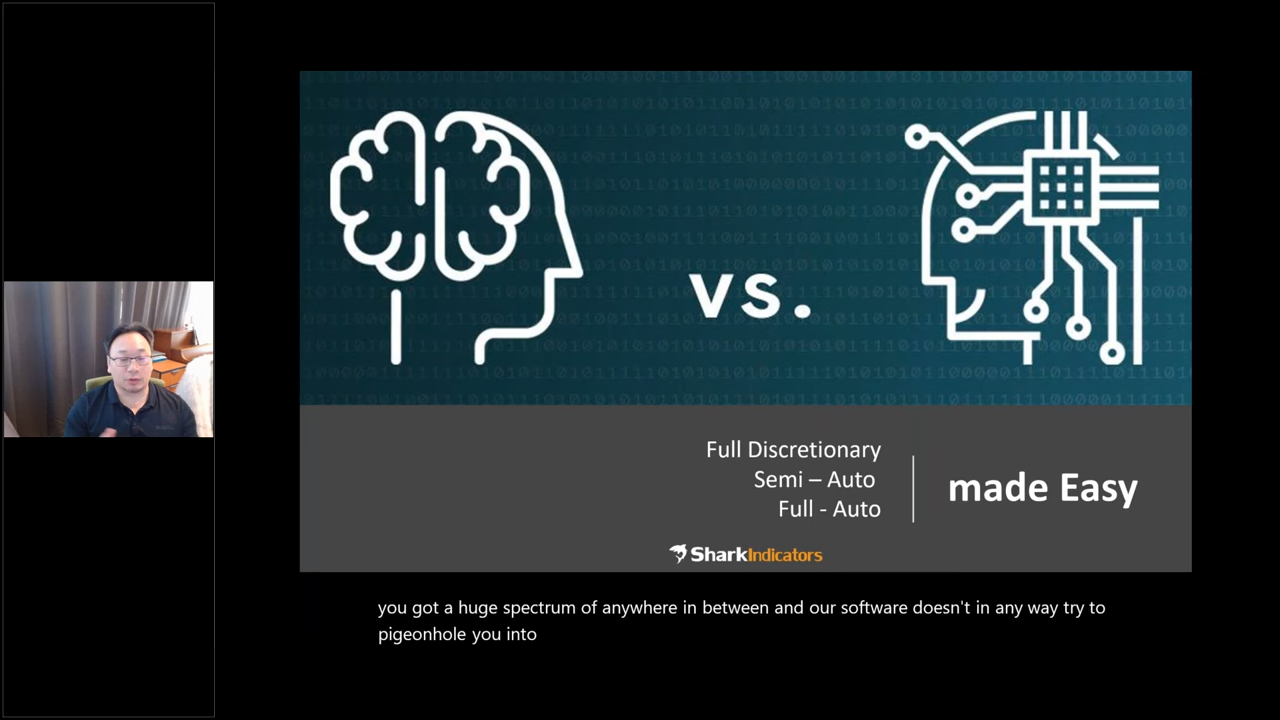 vs.
Full Discretionary
Semi – Auto
Full - Auto
made Easy
SharkIndicators
you got a huge spectrum of anywhere in between and our software doesn't in any way try to
pigeonhole you into